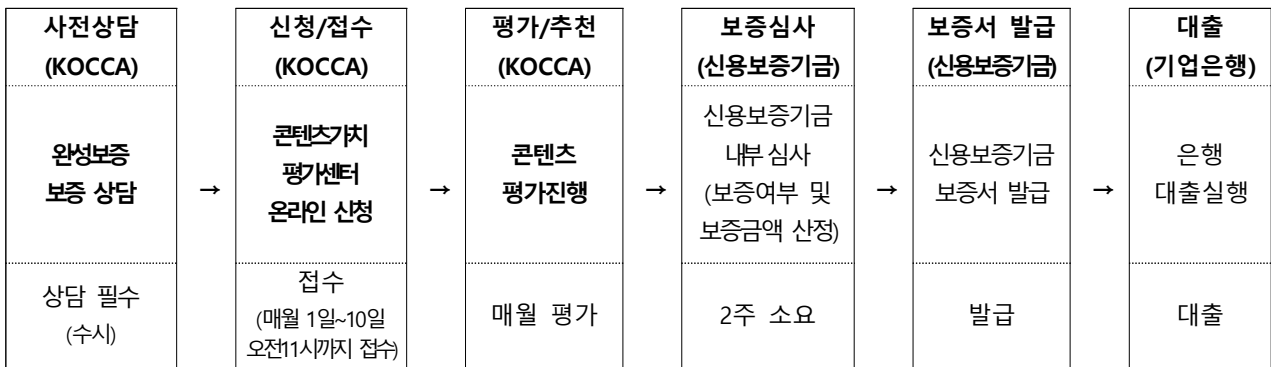 사전상담
(KOCCA)
완성보증
보증 상담
상담 필수
(수시)
→
신청/접수
(KOCCA)
콘텐츠가치
평가센터
온라인 신청
접수
(매월 1일~10일
오전11시까지 접수)
→
평가/추천
(KOCCA)
콘텐츠
평가진행
매월 평가
→
보증심사
(신용보증기금)
신용보증기금
내부 심사
(보증여부 및
보증금액 산정)
2주 소요
→
보증서 발급
(신용보증기금)
신용보증기금
보증서 발급
발급
→
대출
(기업은행)
은행
대출실행
대출